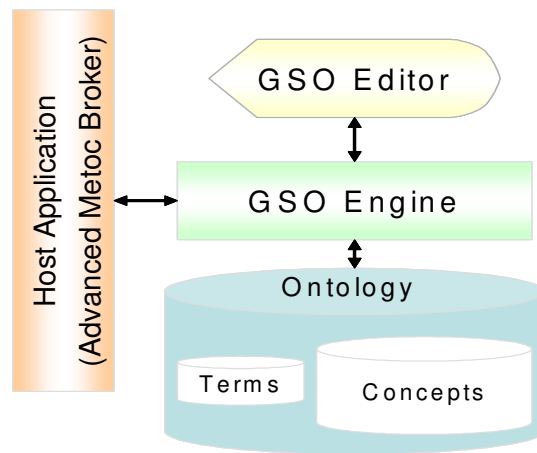 Host Application
(Advanced Metoc Broker)
GSO Editor
GSO Engine
Ontology
Terms
Concepts